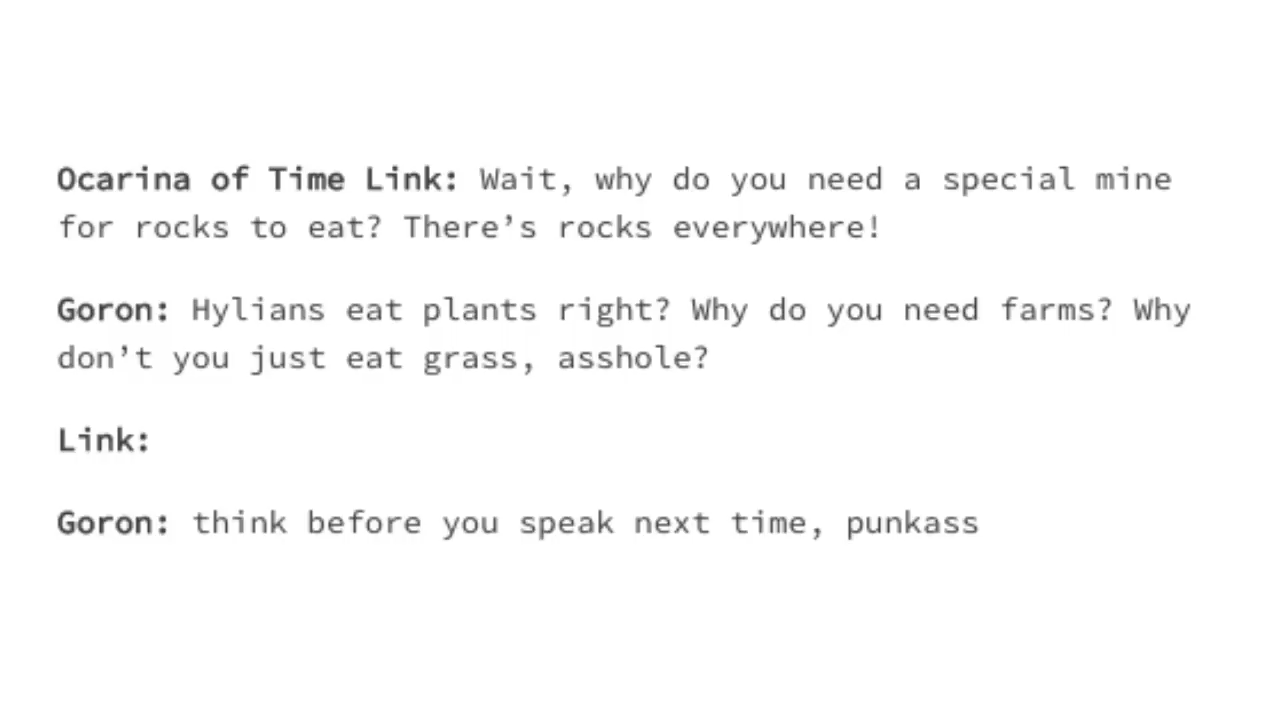 Ocarina of Time Link: Wait, why do you need a special mine
for rocks to eat? There’s rocks everywhere!
Goron: Hylians eat plants right? Why do you need farms? Why
don’t you just eat grass, asshole?
Link:
Goron: think before you speak next time, punkass